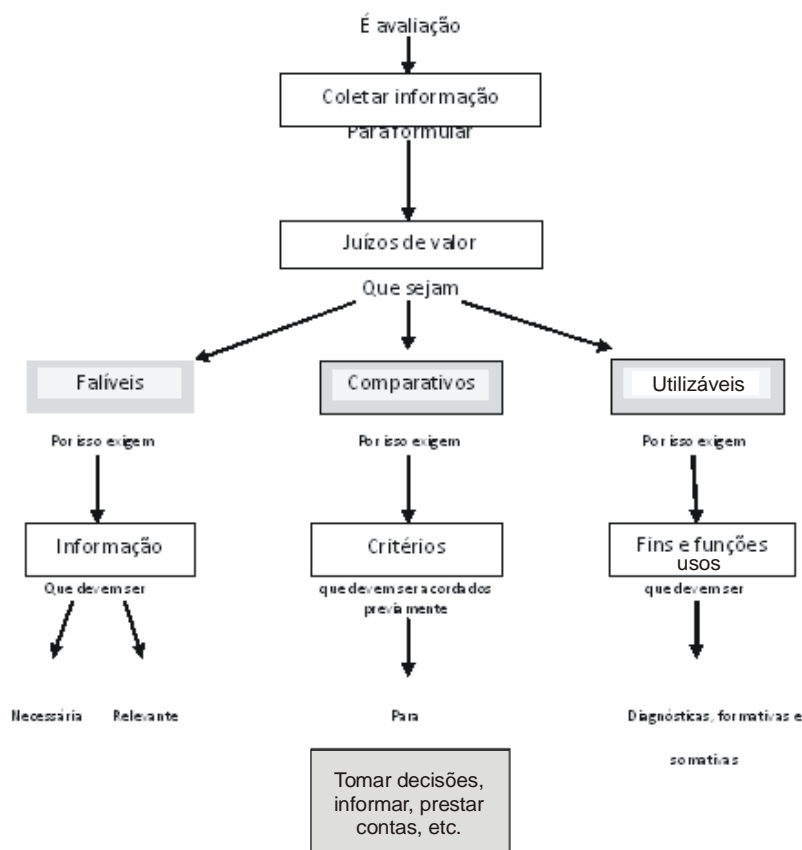 É avaliação
Coletar informação
Para formular
Juízos de valor
Que sejam
Falíveis
Comparativos
Utilizáveis
Por isso exigem
Por isso exigem
Por isso exigem
Informação
Critérios
Fins e funções
usos
Que devem ser
que devem ser acordados
previamente
que devem ser
Necessária
Relevante
Para
Diagnósticas, formativas e
somativas
Tomar decisões,
informar, prestar
contas, etc.